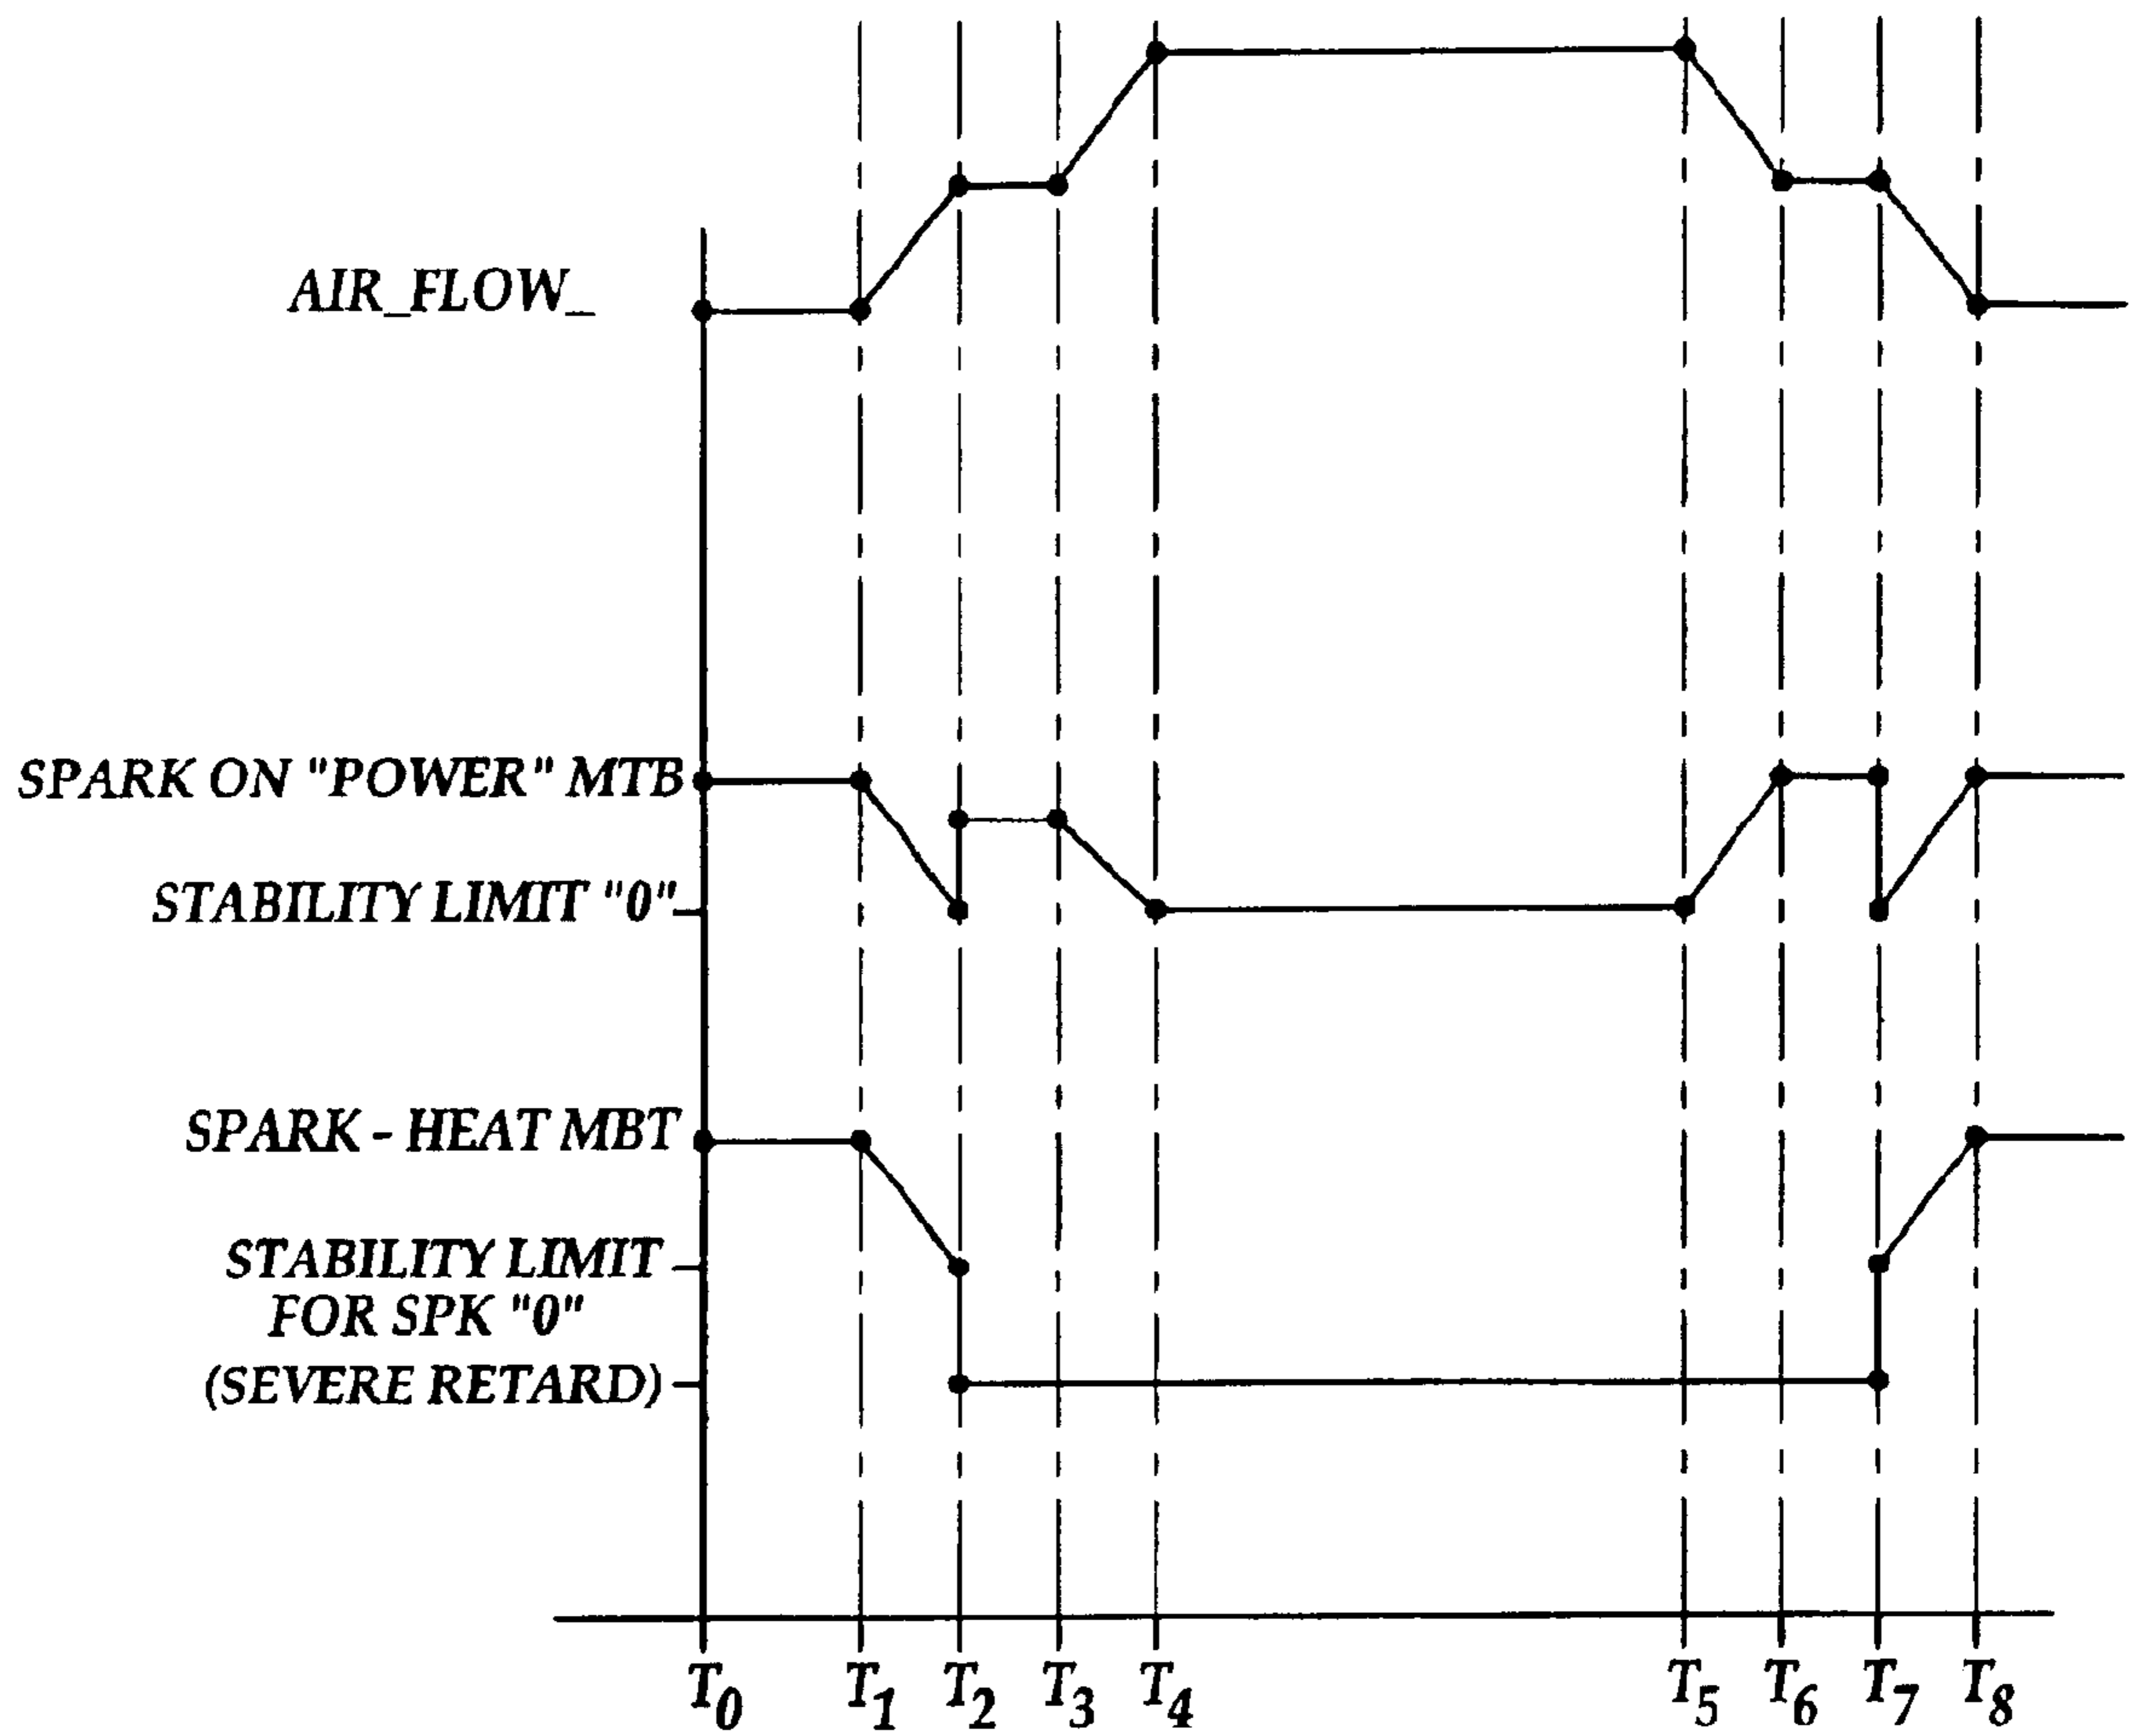 AIR_FLOW_
SPARK ON "POWER" MTB
STABILITY LIMIT "0"
SPARK - HEAT MBT
STABILITY LIMIT
FOR SPK "0"
(SEVERE RETARD)
T0 T1 T2 T3 T4 T5 T6 T7 T8